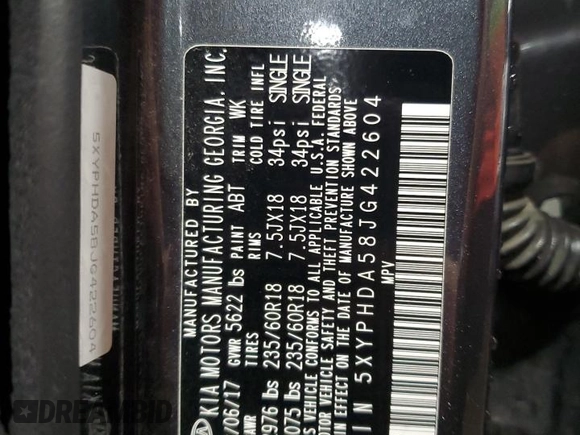 MANUFACTURED BY
KIA MOTORS MANUFACTURING GEORGIA, INC.
/06/17 GVWR 5622 lbs PAINT ABT TRIM WK
AWR TIRES RIMS COLD TIRE INFL
2976 lbs 235/60R18 7.5JX18 34psi SINGLE
075 lbs 235/60R18 7.5JX18 34psi SINGLE
VEHICLE CONFORMS TO ALL APPLICABLE U.S.A. FEDERAL
MOTOR VEHICLE SAFETY AND THEFT PREVENTION STANDARDS
IN EFFECT ON THE DATE OF MANUFACTURE SHOWN ABOVE
5XYPHDA58JG422604
MPV
5XYPHDA58JG422604
DREAMBID